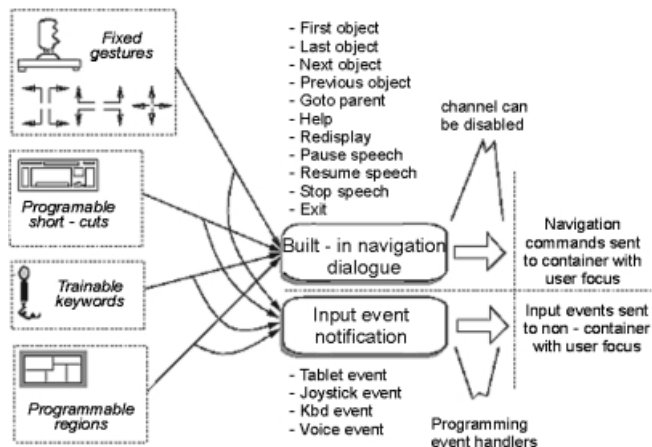 Fixed
gestures
Programable
short - cuts
Trainable
keywords
Programmable
regions
- First object
- Last object
- Next object
- Previous object
- Goto parent
- Help
- Redisplay
- Pause speech
- Resume speech
- Stop speech
- Exit
Built - in navigation
dialogue
Input event
notification
- Tablet event
- Joystick event
- Kbd event
- Voice event
channel can
be disabled
Navigation
commands sent
to container with
user focus
Input events sent
to non - container
with user focus
Programming
event handlers